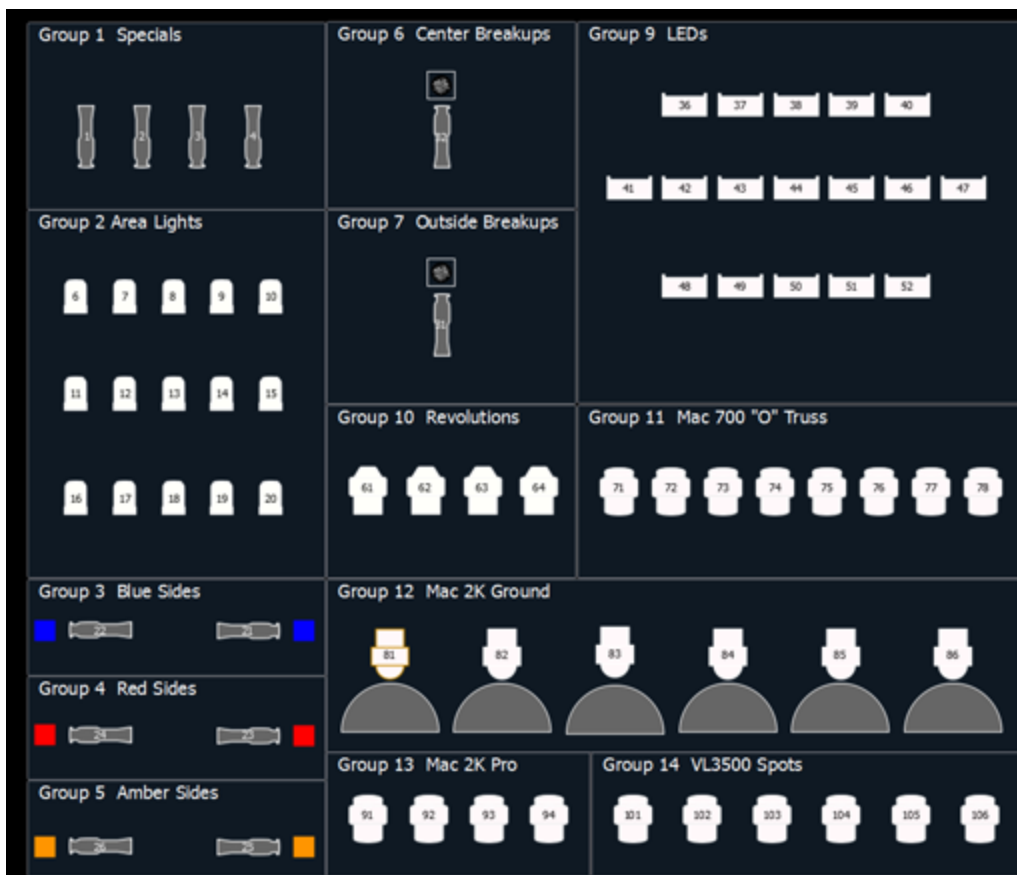 Group 1 Specials
1 2 3 4
Group 2 Area Lights
6 7 8 9 10
11 12 13 14 15
16 17 18 19 20
Group 3 Blue Sides
22 21
Group 4 Red Sides
24 23
Group 5 Amber Sides
26 25
Group 6 Center Breakups
Group 7 Outside Breakups
Group 9 LEDs
36 37 38 39 40
41 42 43 44 45 46 47
48 49 50 51 52
Group 10 Revolutions
61 62 63 64
Group 11 Mac 700 "O" Truss
71 72 73 74 75 76 77 78
Group 12 Mac 2K Ground
81 82 83 84 85 86
Group 13 Mac 2K Pro
91 92 93 94
Group 14 VL3500 Spots
101 102 103 104 105 106